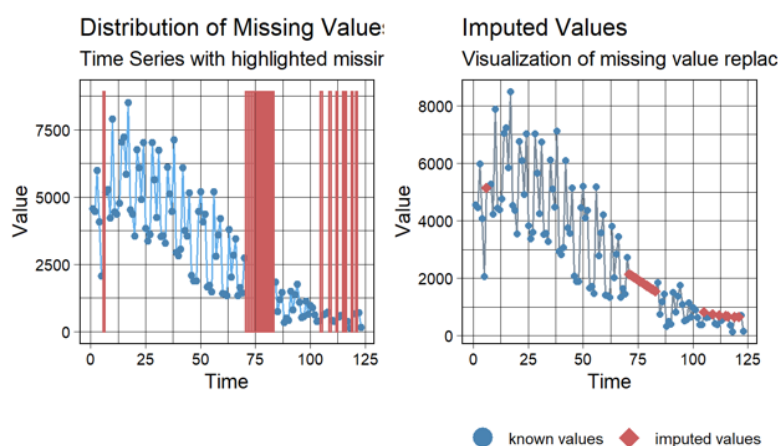 Distribution of Missing Values
Time Series with highlighted missin
Value
7500
5000
2500
0
0 25 50 75 100 125
Time
Imputed Values
Visualization of missing value replac
Value
8000
6000
4000
2000
0
0 25 50 75 100 125
Time
known values imputed values